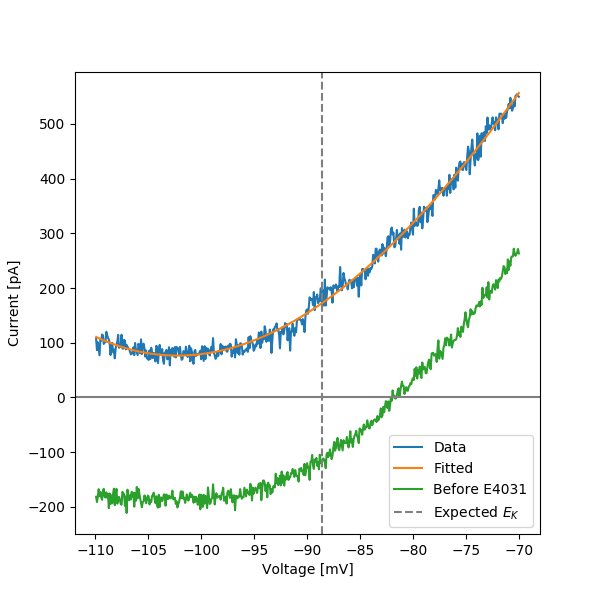 500
400
300
200
100
0
−100
−200
Current [pA]
Data
Fitted
Before E4031
Expected E_K
−110 −105 −100 −95 −90 −85 −80 −75 −70
Voltage [mV]